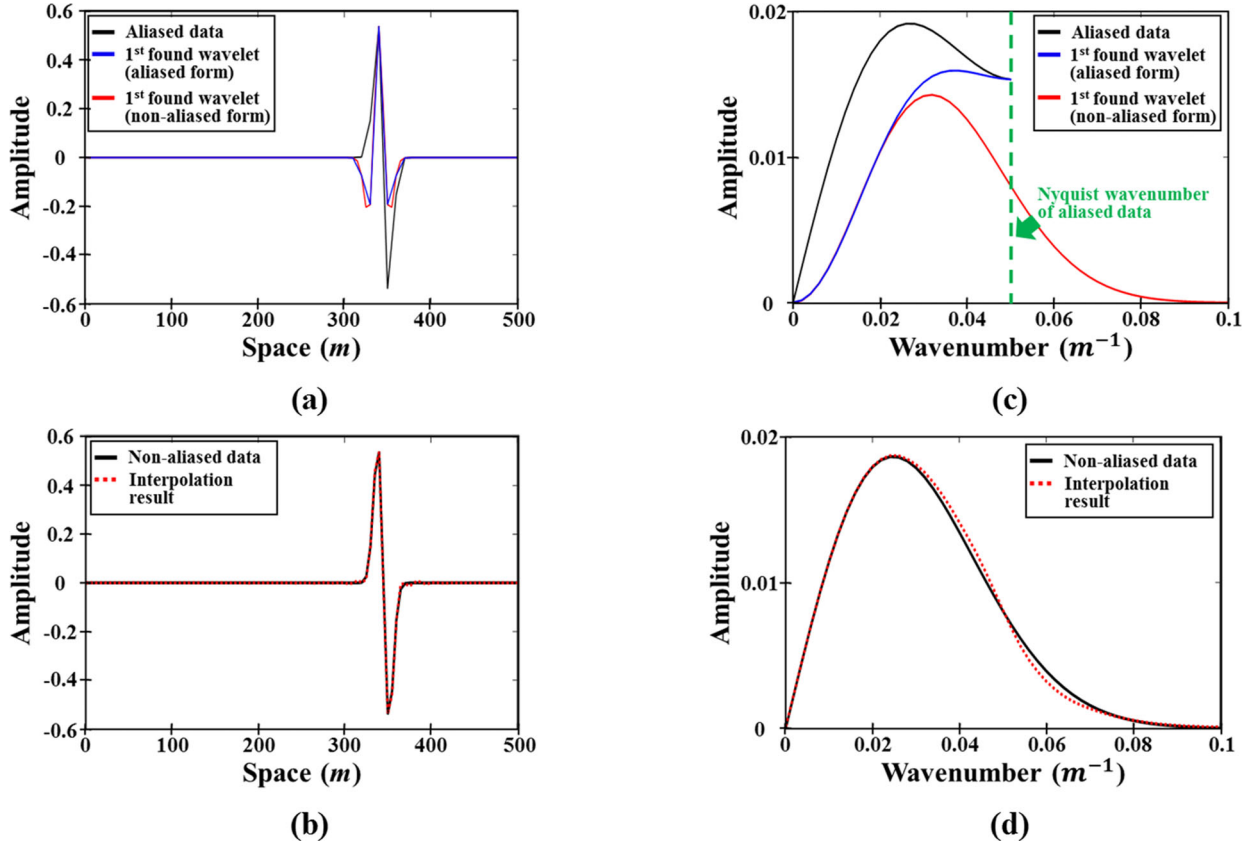 0.6
0.4
0.2
0
-0.2
-0.4
-0.6
Amplitude
Aliased data
1st found wavelet
(aliased form)
1st found wavelet
(non-aliased form)
0 100 200 300 400 500
Space (m)
(a)
0.02
0.01
0
Amplitude
Aliased data
1st found wavelet
(aliased form)
1st found wavelet
(non-aliased form)
Nyquist wavenumber
of aliased data
0 0.02 0.04 0.06 0.08 0.1
Wavenumber (m⁻¹)
(c)
0.6
0.4
0.2
0
-0.2
-0.4
-0.6
Amplitude
Non-aliased data
Interpolation
result
0 100 200 300 400 500
Space (m)
(b)
0.02
0.01
0
Amplitude
Non-aliased data
Interpolation
result
0 0.02 0.04 0.06 0.08 0.1
Wavenumber (m⁻¹)
(d)